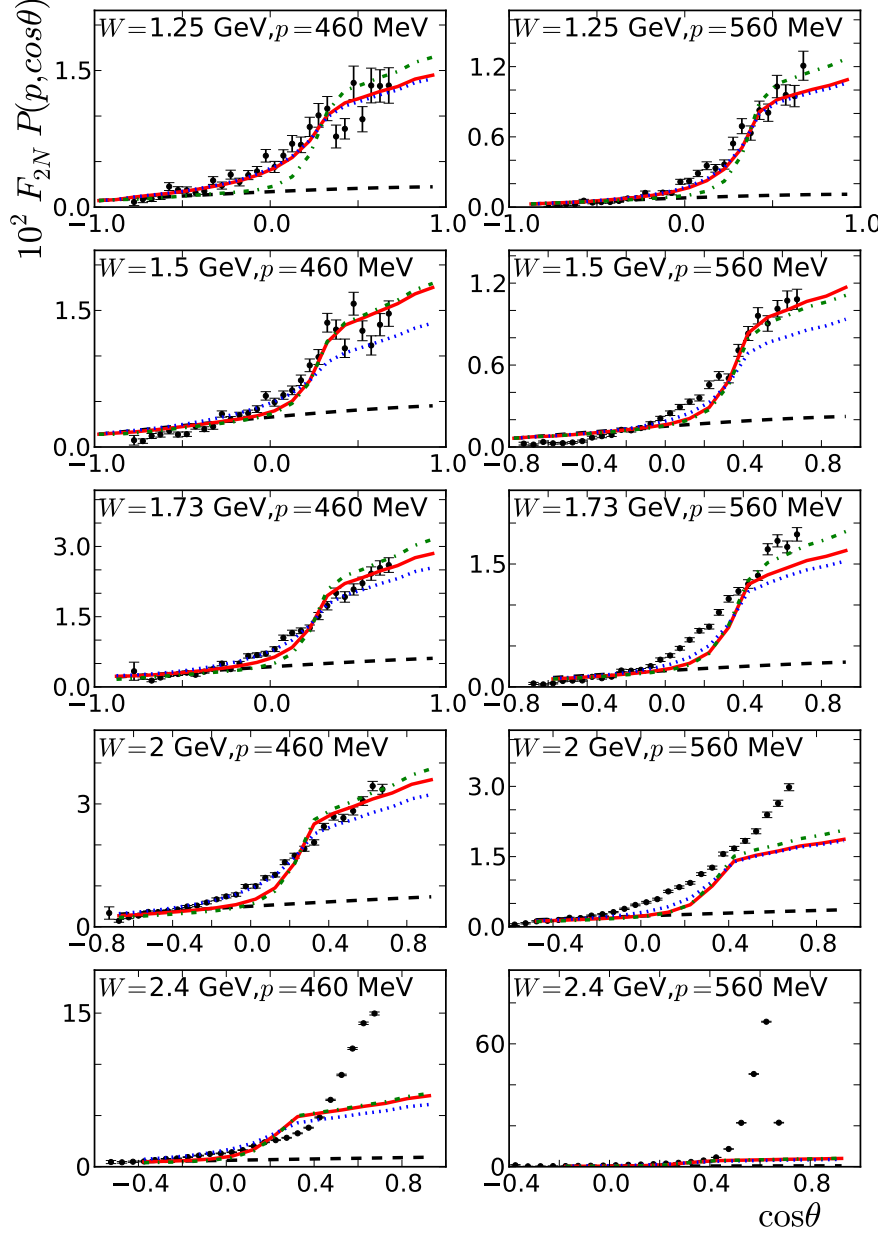 10² F₂N P(p,cosθ)
W=1.25 GeV,p=460 MeV
1.5
0.0
−1.0 0.0 1.0
W=1.25 GeV,p=560 MeV
1.2
0.6
0.0
0.0 1.0
W=1.5 GeV,p=460 MeV
1.5
0.0
−1.0 0.0 1.0
W=1.5 GeV,p=560 MeV
1.2
0.6
0.0
−0.8 −0.4 0.0 0.4 0.8
W=1.73 GeV,p=460 MeV
3.0
1.5
0.0
−1.0 0.0 1.0
W=1.73 GeV,p=560 MeV
1.5
0.0
−0.8 −0.4 0.0 0.4 0.8
W=2 GeV,p=460 MeV
3
0
−0.8 −0.4 0.0 0.4 0.8
W=2 GeV,p=560 MeV
3.0
1.5
0
−0.4 0.0 0.4 0.8
W=2.4 GeV,p=460 MeV
15
0
−0.4 0.0 0.4 0.8
W=2.4 GeV,p=560 MeV
60
0
−0.4 0.0 0.4 0.8
cosθ